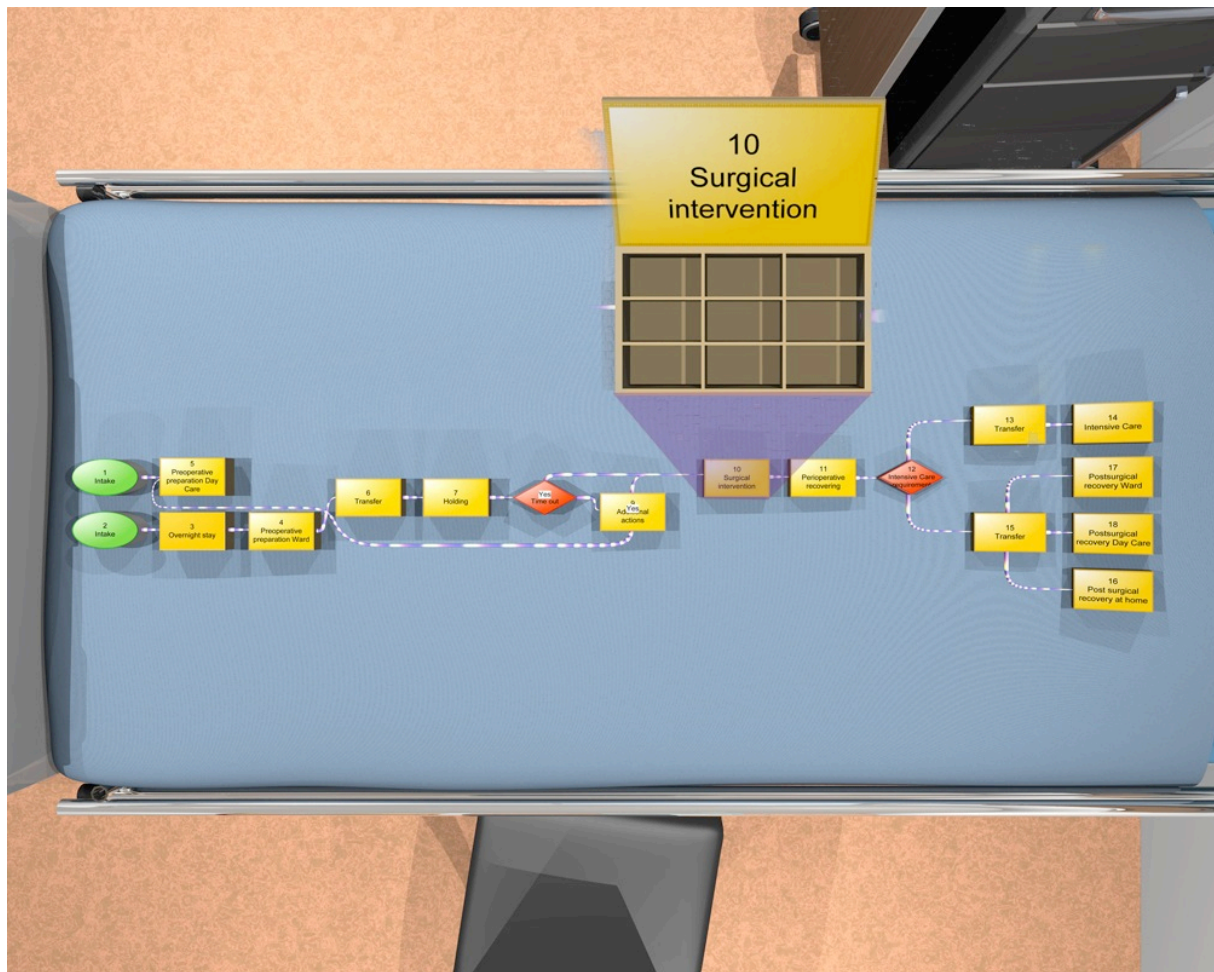 10
Surgical
intervention
1
Intake
5
Preoperative
preparation Day
Care
2
Intake
3
Overnight stay
4
Preoperative
preparation Ward
6
Transfer
7
Holding
Yes
Time out
9
Additional
actions
Yes
10
Surgical
intervention
11
Perioperative
recovering
12
Intensive Care
requirement
13
Transfer
14
Intensive Care
15
Transfer
17
Postsurgical
recovery Ward
18
Postsurgical
recovery Day Care
16
Post surgical
recovery at home